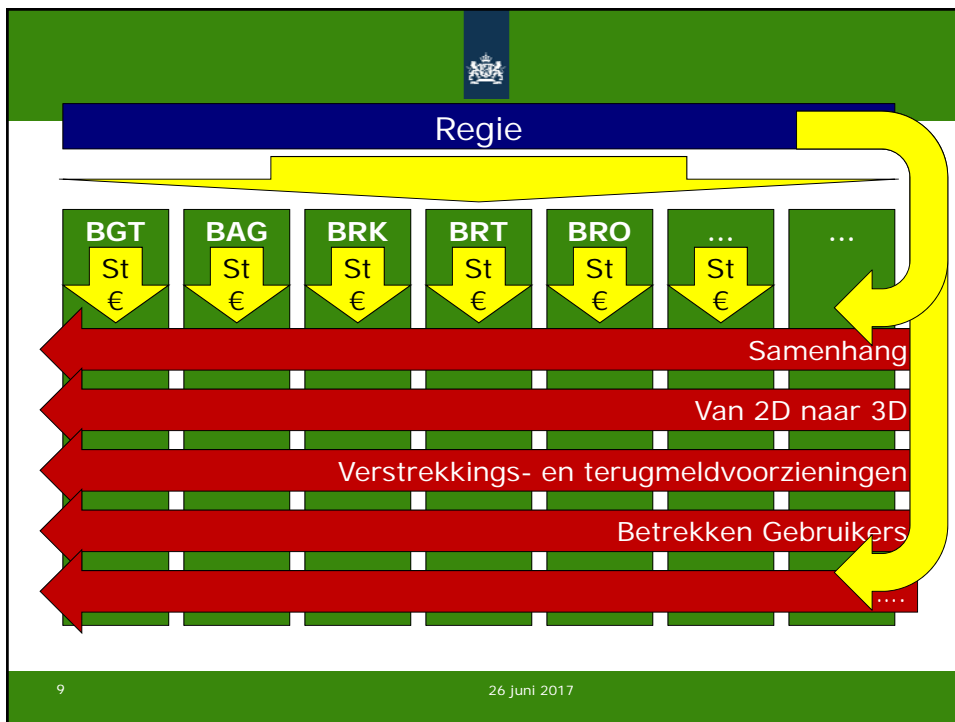 Regie
BGT BAG BRK BRT BRO ... ...
St St St St St St
€ € € € € €
Samenhang
Van 2D naar 3D
Verstrekkings- en terugmeldvoorzieningen
Betrekken Gebruikers
....
9 26 juni 2017